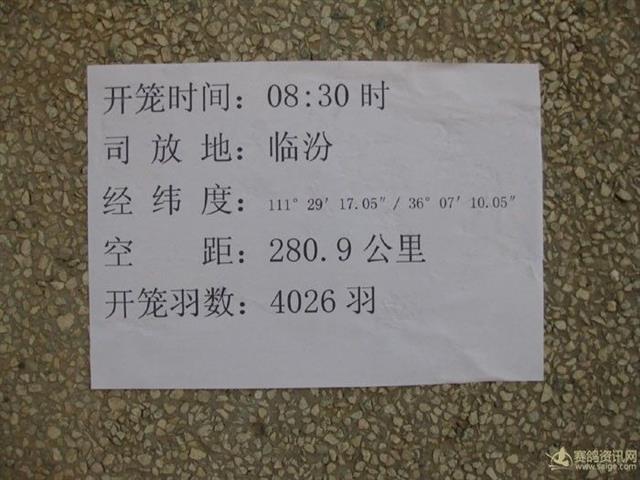 开笼时间：08:30 时
司 放 地：临汾
经 纬 度：111° 29′ 17.05″ / 36° 07′ 10.05″
空 距：280.9 公里
开笼羽数：4026 羽
赛鸽资讯网
www.saige.com